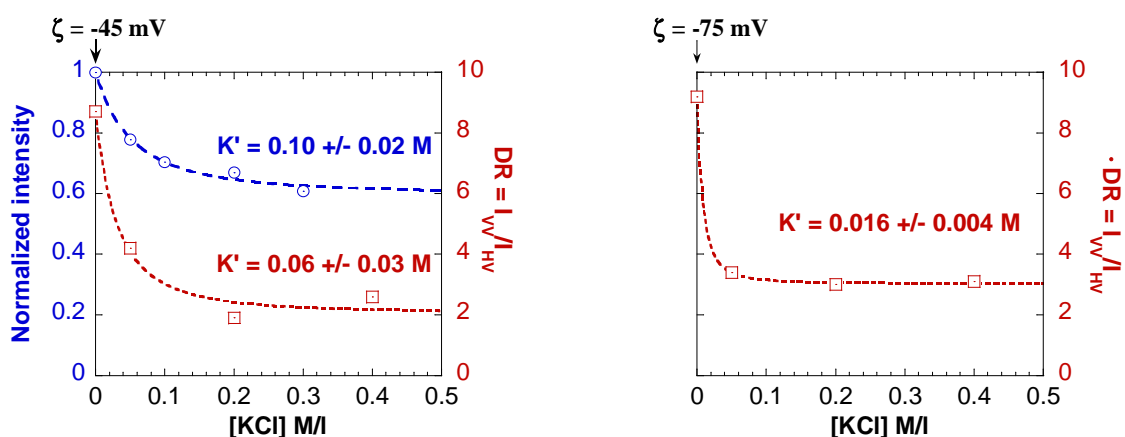 ζ = -45 mV
1
0.8
0.6
0.4
0.2
0
Normalized intensity
K' = 0.10 +/- 0.02 M
K' = 0.06 +/- 0.03 M
10
8
6
4
2
0
DR = I_VV/I_HV
0 0.1 0.2 0.3 0.4 0.5
[KCl] M/l
ζ = -75 mV
K' = 0.016 +/- 0.004 M
10
8
6
4
2
0
· DR = I_VV/I_HV
0 0.1 0.2 0.3 0.4 0.5
[KCl] M/l